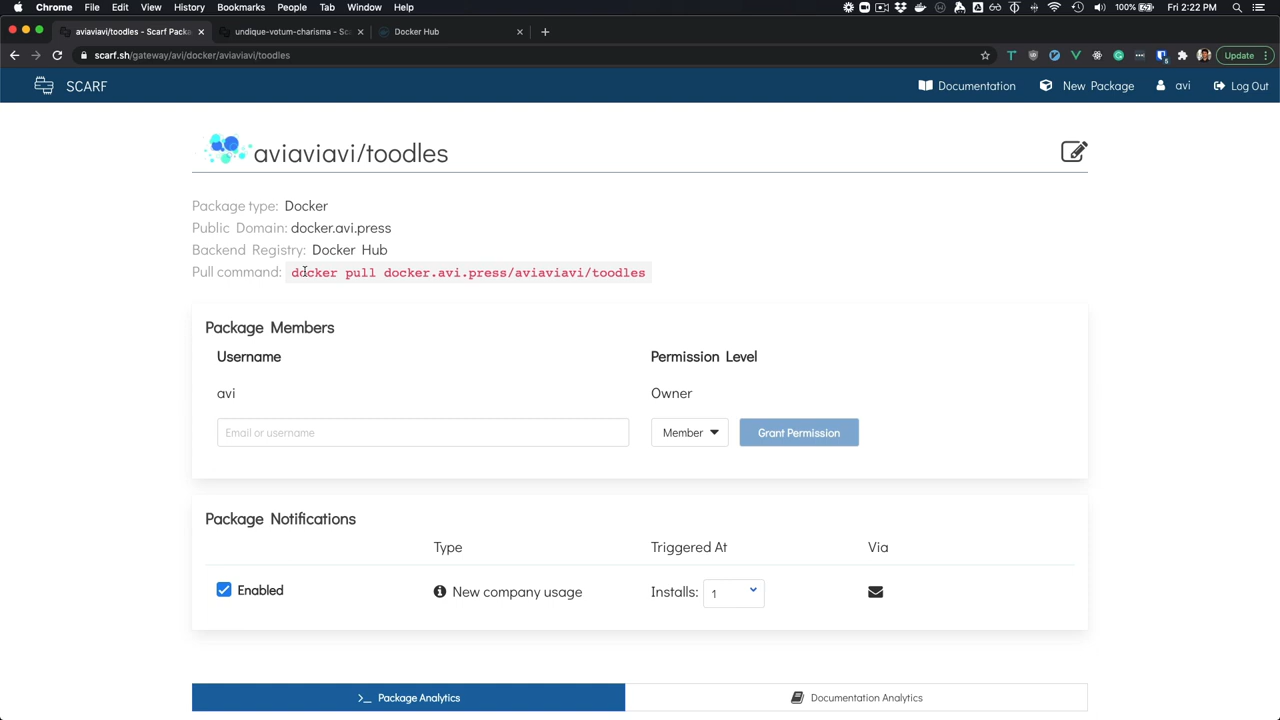 Chrome File Edit View History Bookmarks People Tab Window Help
100% Fri 2:22 PM
aviaviavi/toodles - Scarf Packa
undique-votum-charisma - Sc
Docker Hub
scarf.sh/gateway/avi/docker/aviaviavi/toodles
Update
SCARF
Documentation
New Package
avi
Log Out
aviaviavi/toodles
Package type: Docker
Public Domain: docker.avi.press
Backend Registry: Docker Hub
Pull command: docker pull docker.avi.press/aviaviavi/toodles
Package Members
Username Permission Level
avi Owner
Email or username Member Grant Permission
Package Notifications
Type Triggered At Via
Enabled New company usage Installs: 1
Package Analytics Documentation Analytics